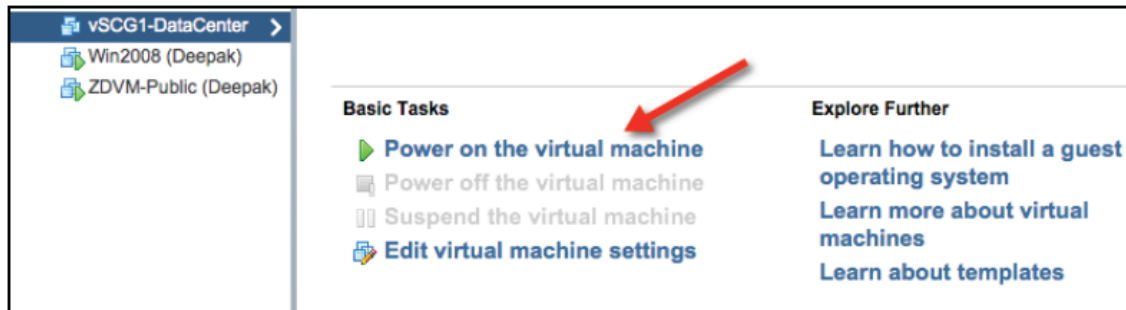 vSCG1-DataCenter
Win2008 (Deepak)
ZDVM-Public (Deepak)
Basic Tasks
Power on the virtual machine
Power off the virtual machine
Suspend the virtual machine
Edit virtual machine settings
Explore Further
Learn how to install a guest
operating system
Learn more about virtual
machines
Learn about templates